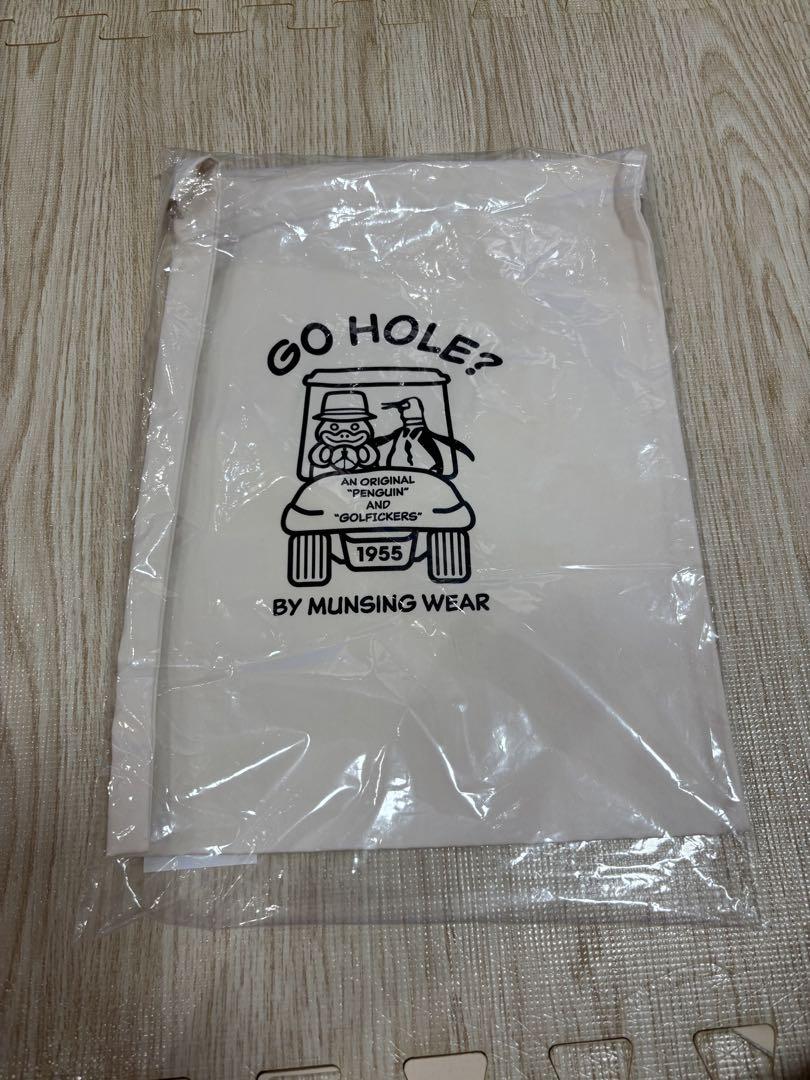 GO HOLE?
AN ORIGINAL
"PENGUIN"
AND
"GOLFICKERS"
1955
BY MUNSING WEAR